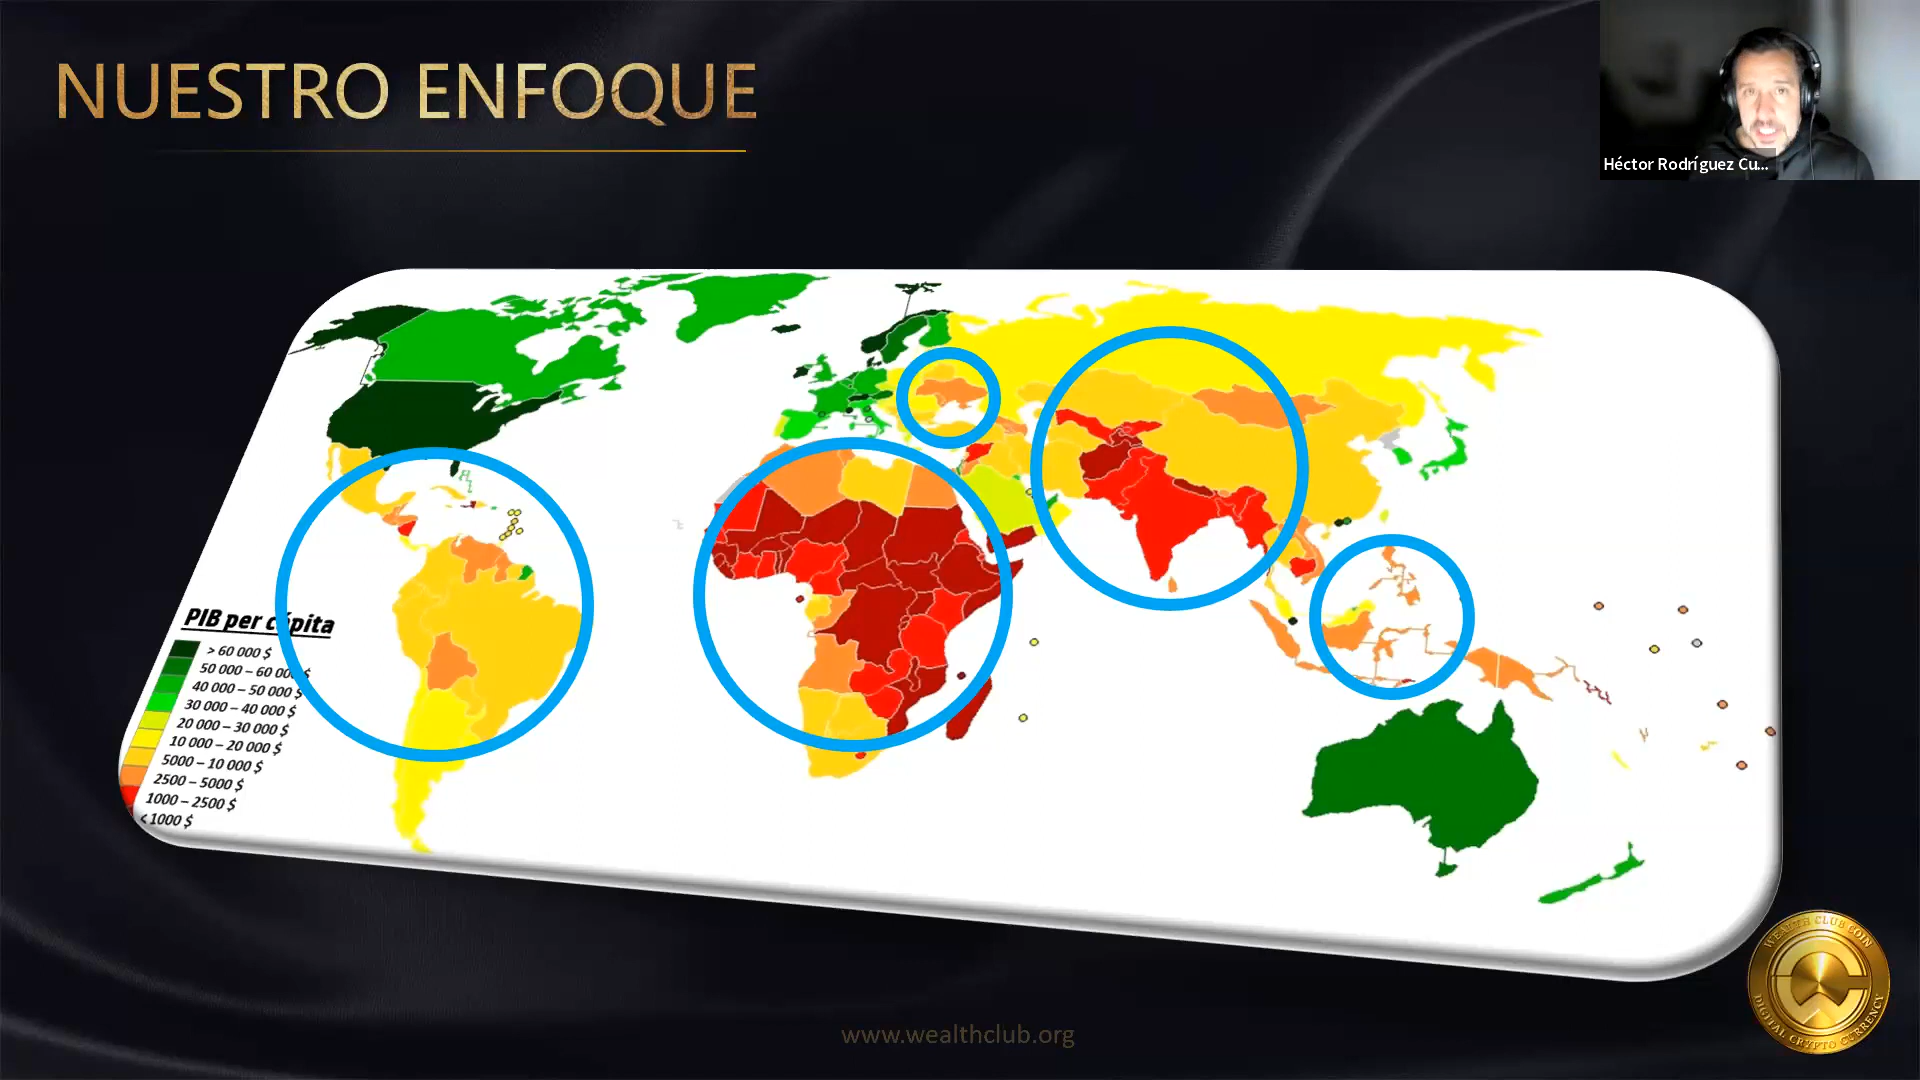 NUESTRO ENFOQUE
Héctor Rodríguez Cu...
PIB per cápita
> 60 000 $
50 000 – 60 000 $
40 000 – 50 000 $
30 000 – 40 000 $
20 000 – 30 000 $
10 000 – 20 000 $
5000 – 10 000 $
2500 – 5000 $
1000 – 2500 $
< 1000 $
WEALTH CLUB COIN
DIGITAL CRYPTO CURRENCY
www.wealthclub.org